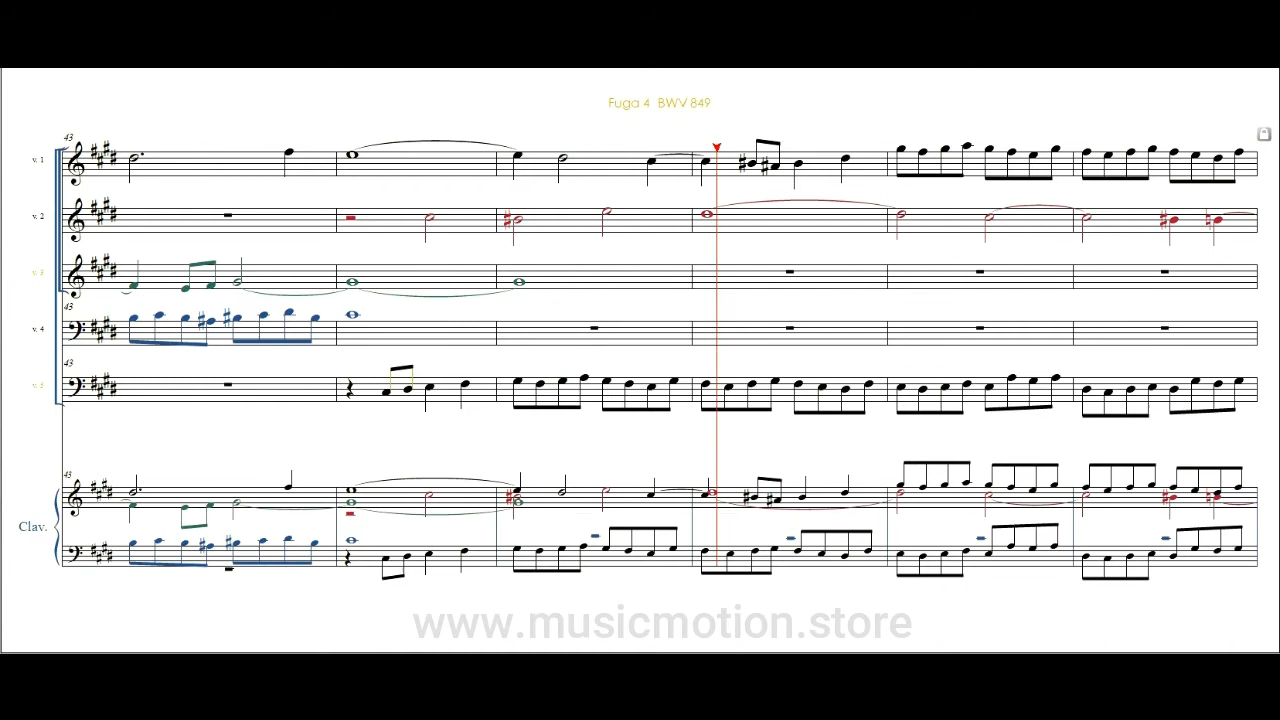 Fuga 4 BWV 849
43
v. 1
v. 2
v. 3
43
v. 4
43
v. 5
43
Clav.
www.musicmotion.store